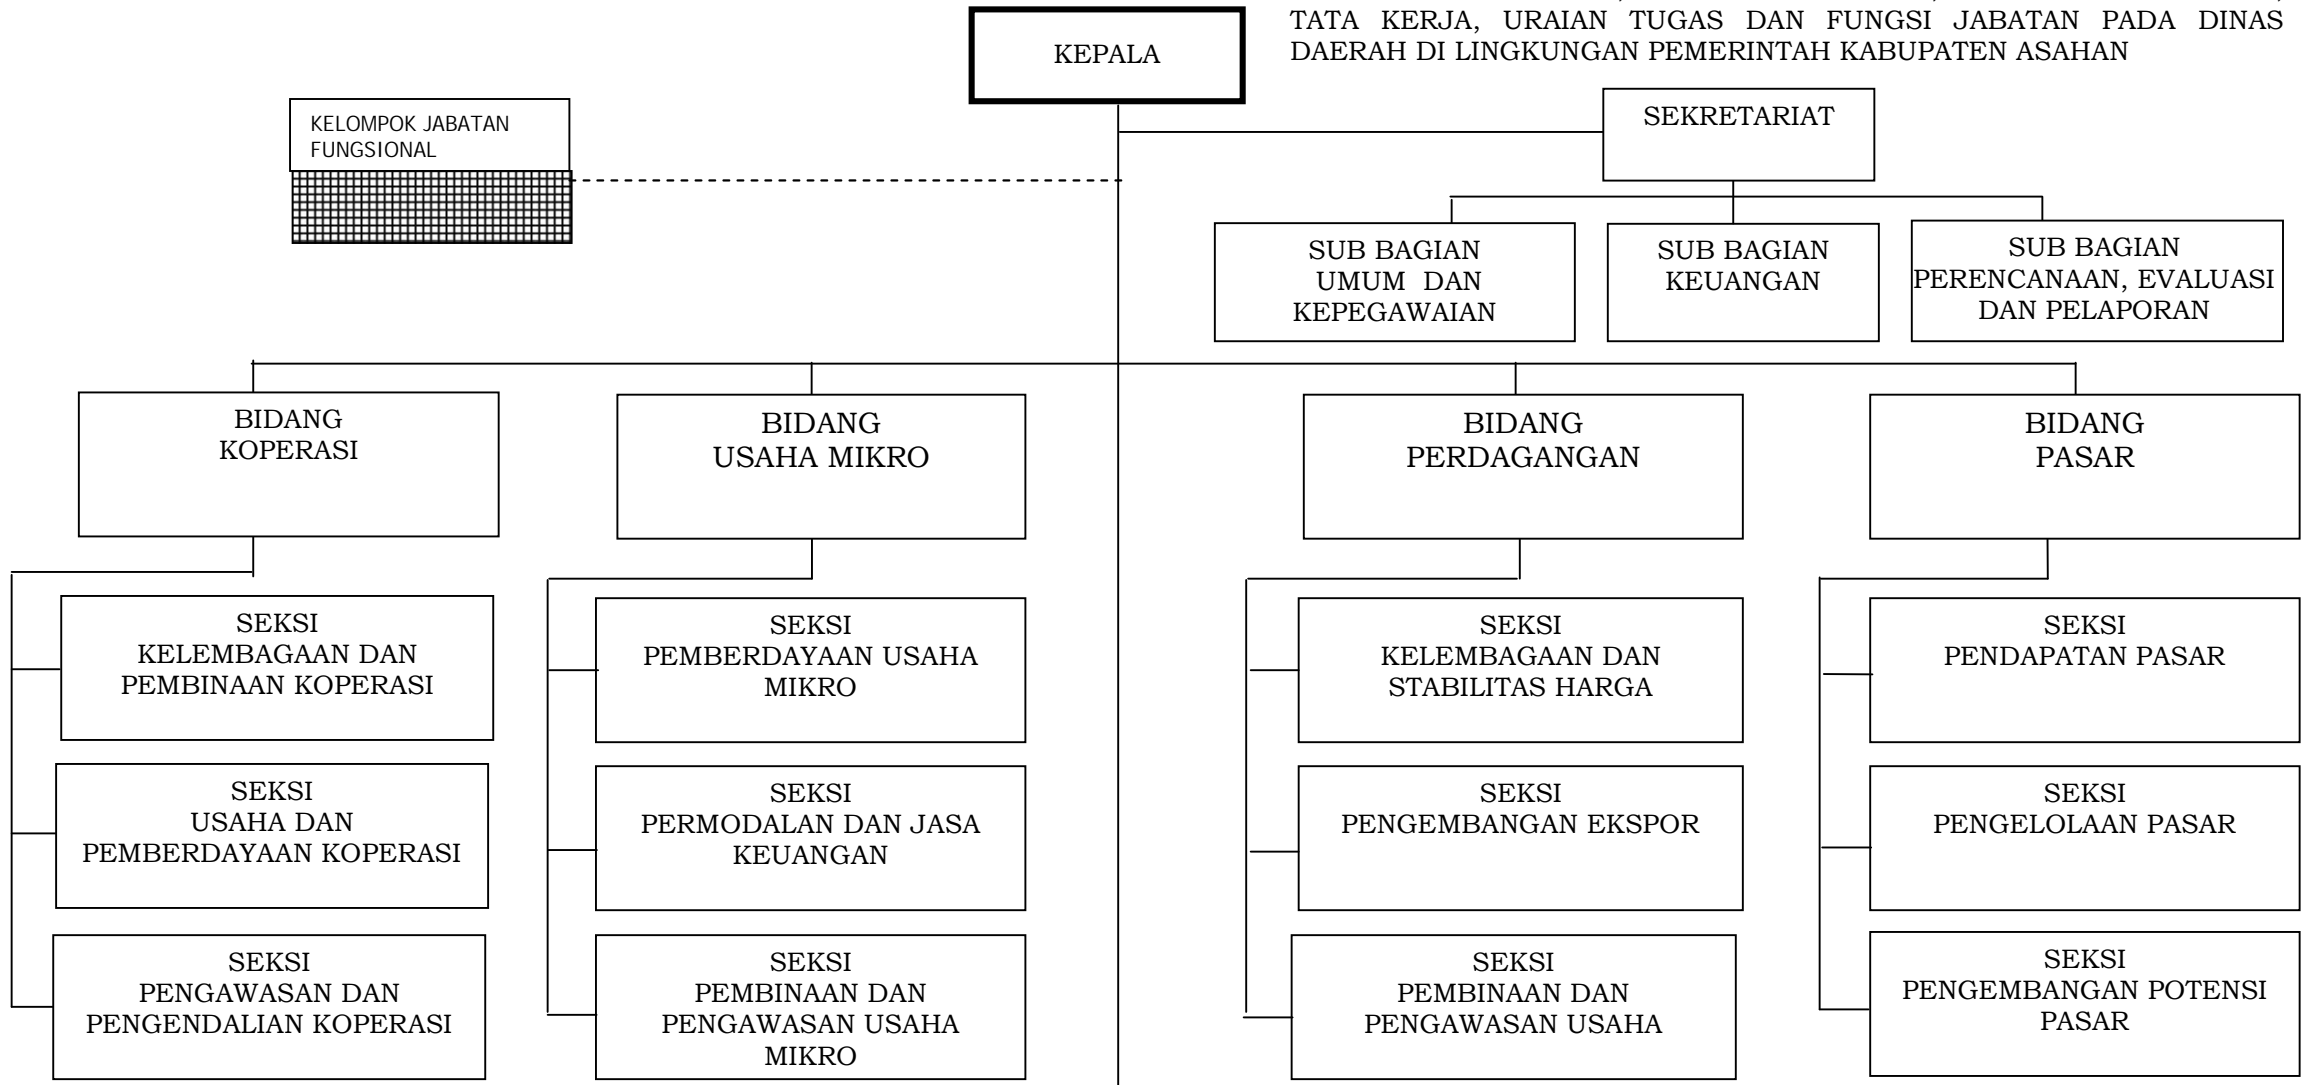 TATA KERJA, URAIAN TUGAS DAN FUNGSI JABATAN PADA DINAS
DAERAH DI LINGKUNGAN PEMERINTAH KABUPATEN ASAHAN
KEPALA
KELOMPOK JABATAN
FUNGSIONAL
SEKRETARIAT
SUB BAGIAN
UMUM DAN
KEPEGAWAIAN
SUB BAGIAN
KEUANGAN
SUB BAGIAN
PERENCANAAN, EVALUASI
DAN PELAPORAN
BIDANG
KOPERASI
BIDANG
USAHA MIKRO
BIDANG
PERDAGANGAN
BIDANG
PASAR
SEKSI
KELEMBAGAAN DAN
PEMBINAAN KOPERASI
SEKSI
PEMBERDAYAAN USAHA
MIKRO
SEKSI
KELEMBAGAAN DAN
STABILITAS HARGA
SEKSI
PENDAPATAN PASAR
SEKSI
USAHA DAN
PEMBERDAYAAN KOPERASI
SEKSI
PERMODALAN DAN JASA
KEUANGAN
SEKSI
PENGEMBANGAN EKSPOR
SEKSI
PENGELOLAAN PASAR
SEKSI
PENGAWASAN DAN
PENGENDALIAN KOPERASI
SEKSI
PEMBINAAN DAN
PENGAWASAN USAHA
MIKRO
SEKSI
PEMBINAAN DAN
PENGAWASAN USAHA
SEKSI
PENGEMBANGAN POTENSI
PASAR